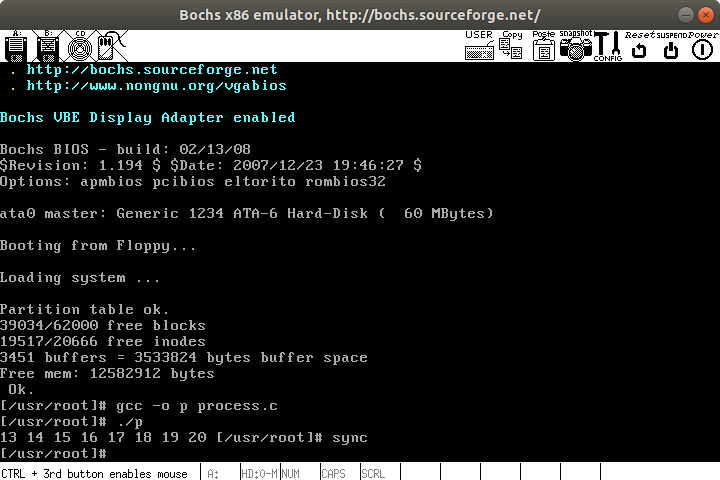 Bochs x86 emulator, http://bochs.sourceforge.net/
A: B: CD USER Copy Paste snapshot CONFIG Reset SUSPEND Power
. http://bochs.sourceforge.net
. http://www.nongnu.org/vgabios
Bochs VBE Display Adapter enabled
Bochs BIOS - build: 02/13/08
$Revision: 1.194 $ $Date: 2007/12/23 19:46:27 $
Options: apmbios pcibios eltorito rombios32
ata0 master: Generic 1234 ATA-6 Hard-Disk (  60 MBytes)
Booting from Floppy...
Loading system ...
Partition table ok.
39034/62000 free blocks
19517/20666 free inodes
3451 buffers = 3533824 bytes buffer space
Free mem: 12582912 bytes
Ok.
[/usr/root]# gcc -o p process.c
[/usr/root]# ./p
13 14 15 16 17 18 19 20 [/usr/root]# sync
[/usr/root]#
CTRL + 3rd button enables mouse A: HD:0-M NUM CAPS SCRL